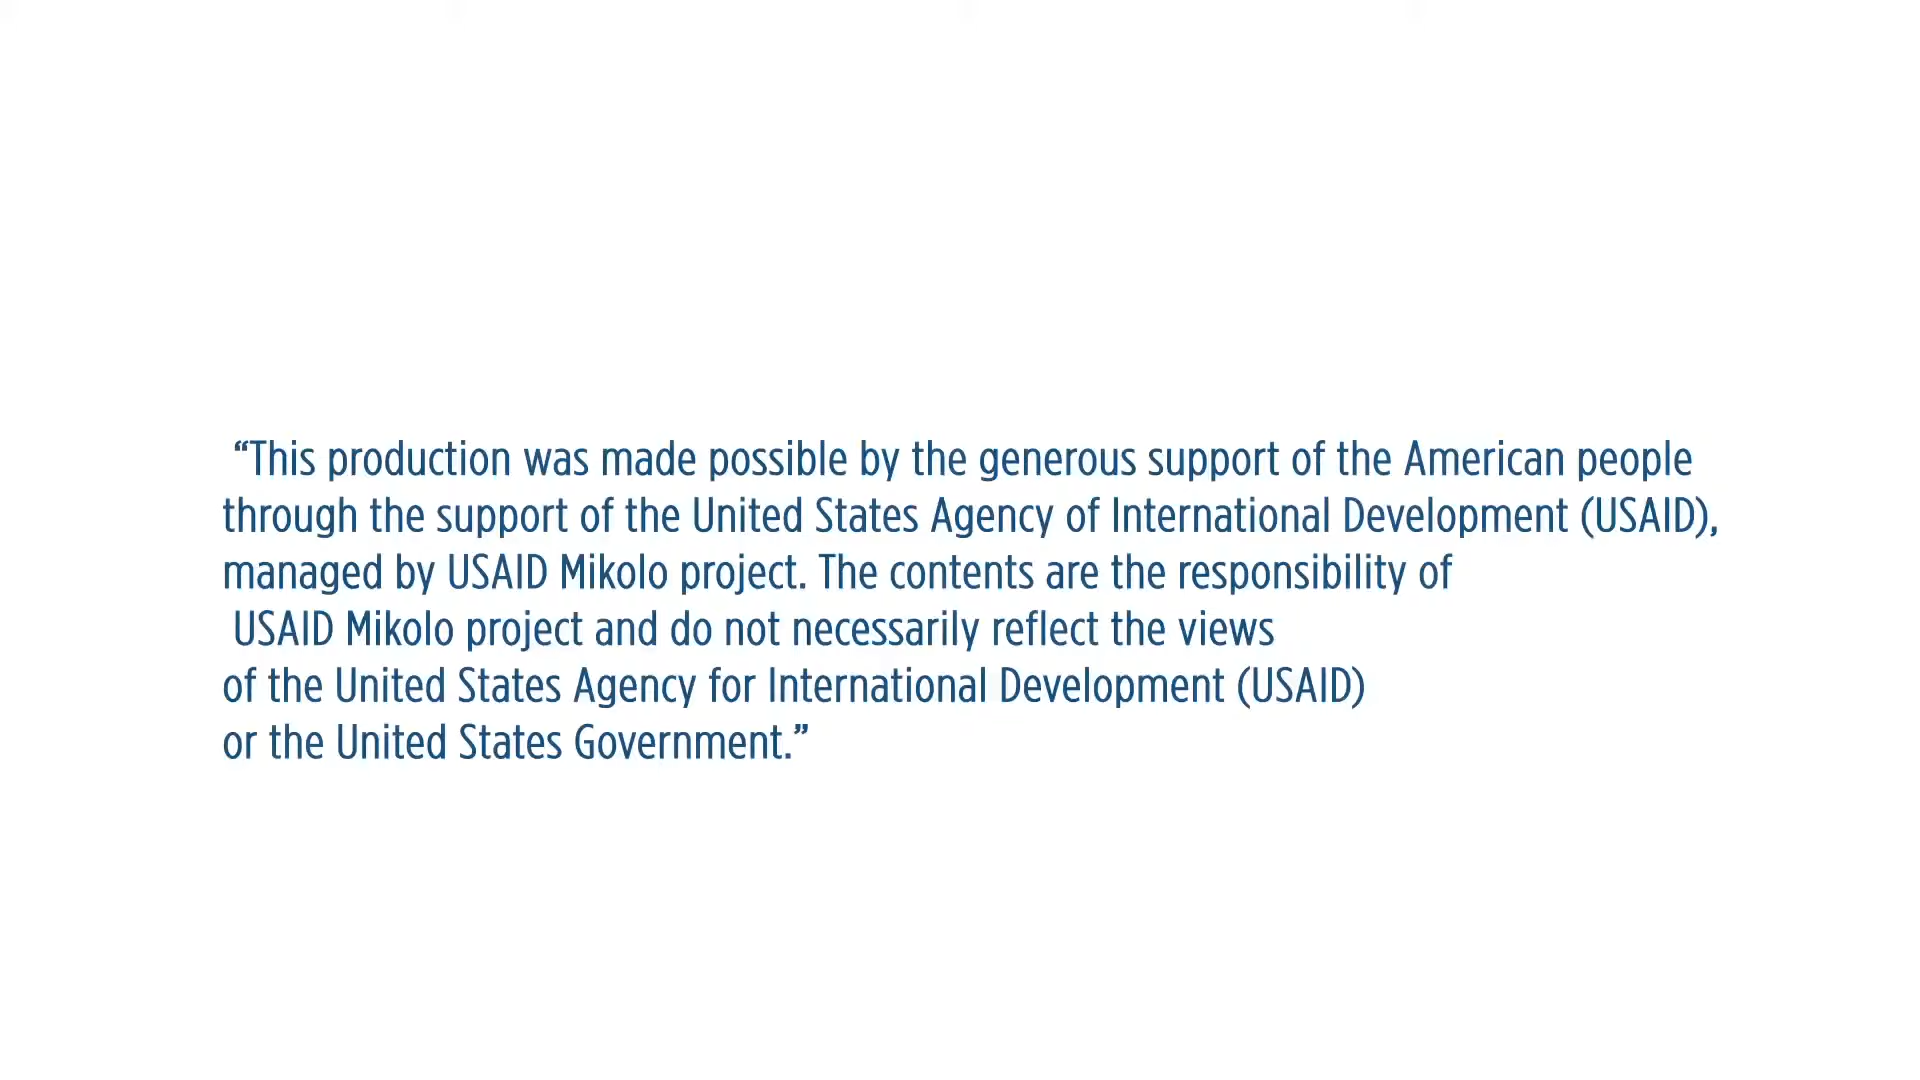 “This production was made possible by the generous support of the American people
through the support of the United States Agency of International Development (USAID),
managed by USAID Mikolo project. The contents are the responsibility of
USAID Mikolo project and do not necessarily reflect the views
of the United States Agency for International Development (USAID)
or the United States Government.”